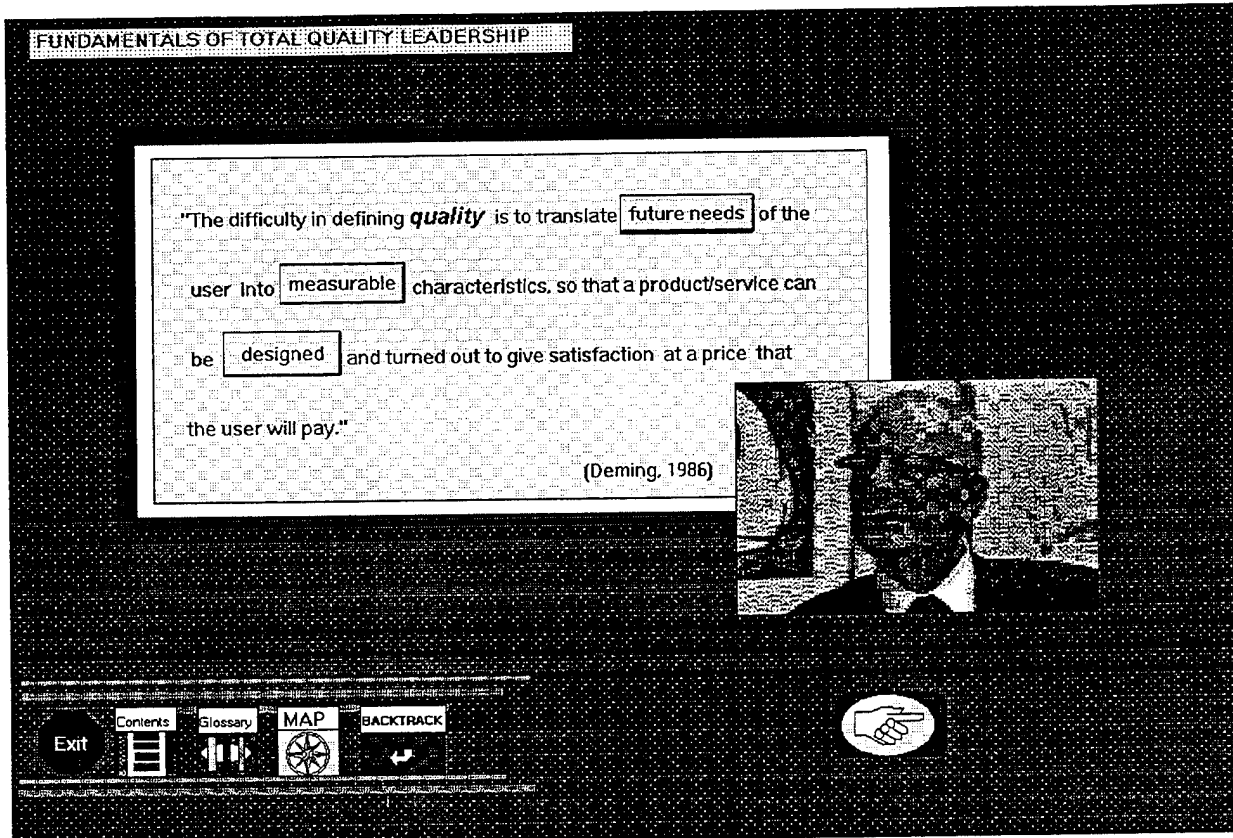 FUNDAMENTALS OF TOTAL QUALITY LEADERSHIP
"The difficulty in defining quality is to translate future needs of the
user into measurable characteristics, so that a product/service can
be designed and turned out to give satisfaction at a price that
the user will pay."
(Deming, 1986)
Exit
Contents
Glossary
MAP
BACKTRACK